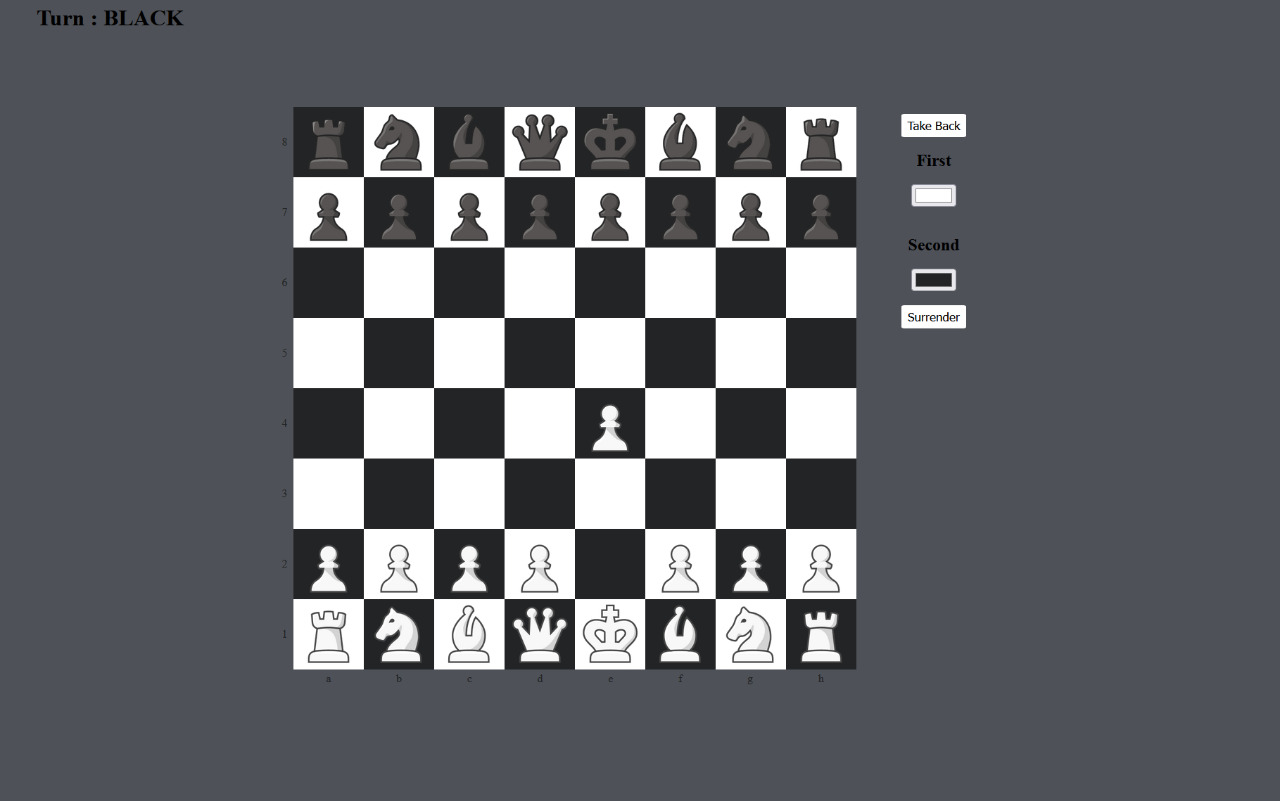 Turn : BLACK
8
7
6
5
4
3
2
1
a b c d e f g h
Take Back
First
Second
Surrender